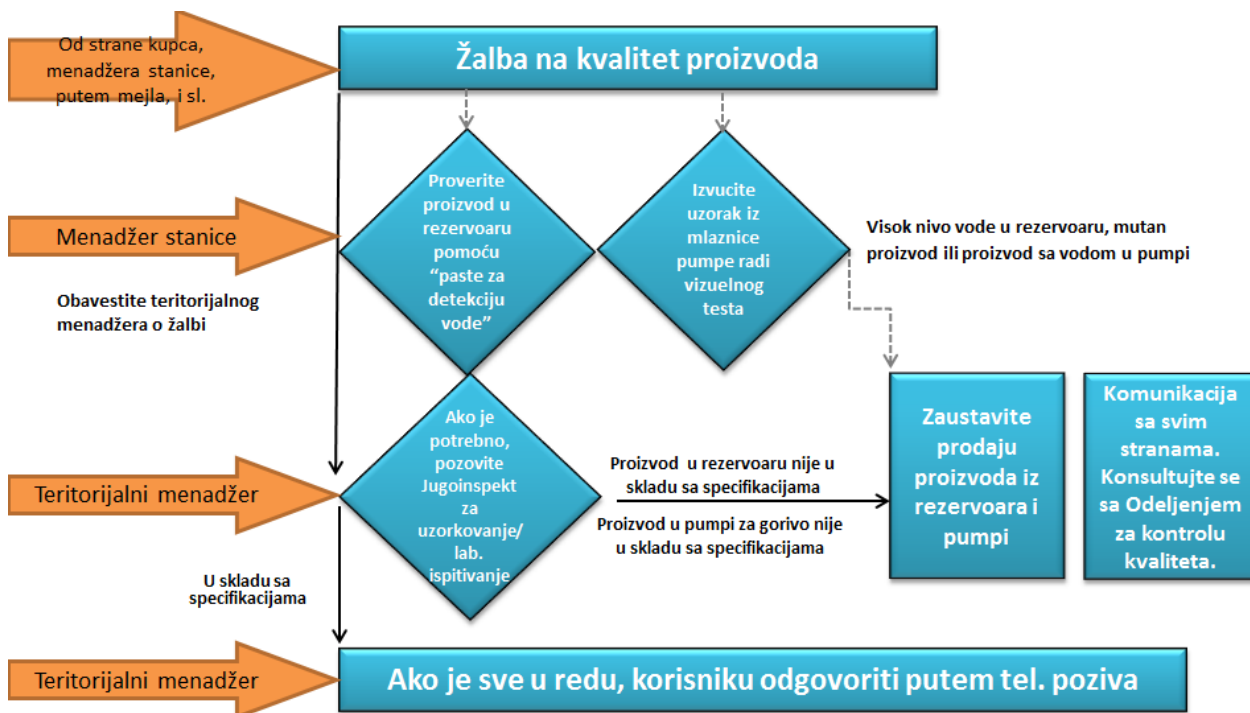 Od strane kupca,
menadžera stanice,
putem mejla, i sl.
Žalba na kvalitet proizvoda
Menadžer stanice
Proverite
proizvod u
rezervoaru
pomoću
“paste za
detekciju
vode”
Izvucite
uzorak iz
mlaznice
pumpe radi
vizuelnog
testa
Visok nivo vode u rezervoaru, mutan
proizvod ili proizvod sa vodom u pumpi
Obavestite teritorijalnog
menadžera o žalbi
Teritorijalni menadžer
Ako je
potrebno,
pozovite
Jugoinspekt
za
uzorkovanje/
lab.
ispitivanje
Proizvod u rezervoaru nije u
skladu sa specifikacijama
Proizvod u pumpi za gorivo nije
u skladu sa specifikacijama
Zaustavite
prodaju
proizvoda iz
rezervoara i
pumpi
Komunikacija
sa svim
stranama.
Konsultujte se
sa Odeljenjem
za kontrolu
kvaliteta.
U skladu sa
specifikacijama
Teritorijalni menadžer
Ako je sve u redu, korisniku odgovoriti putem tel. poziva